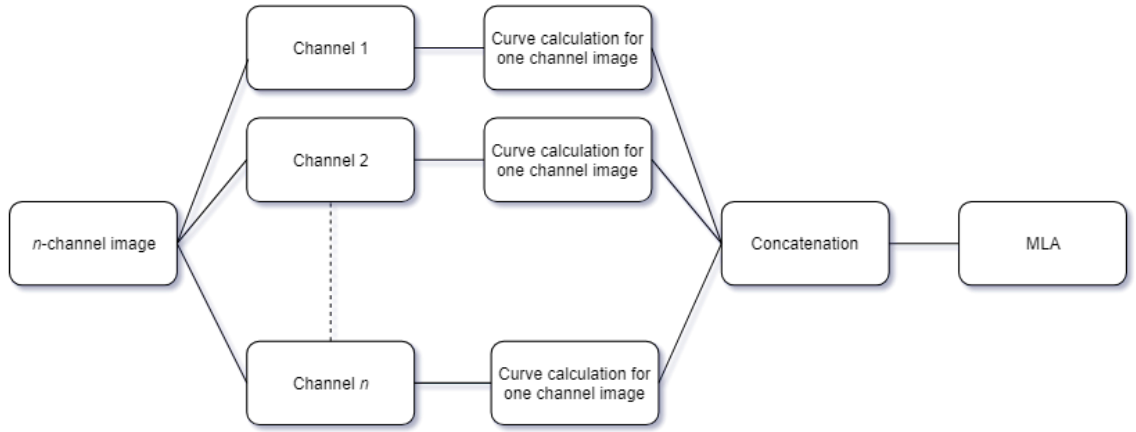 Channel 1
Curve calculation for
one channel image
Channel 2
Curve calculation for
one channel image
n-channel image
Concatenation
MLA
Channel n
Curve calculation for
one channel image